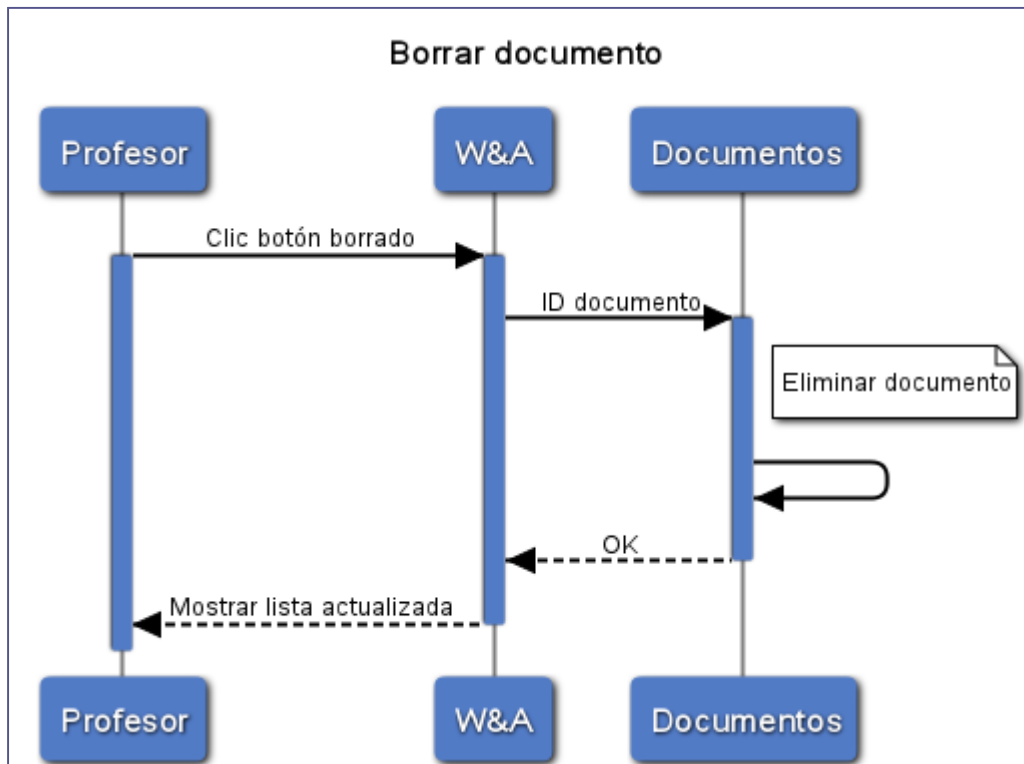 Borrar documento
Profesor
W&A
Documentos
Clic botón borrado
ID documento
Eliminar documento
OK
Mostrar lista actualizada
Profesor
W&A
Documentos